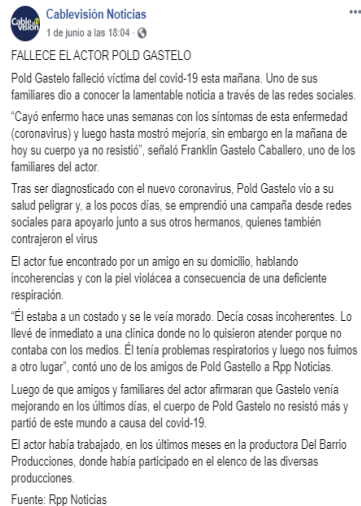 Cable
Visión
Cablevisión Noticias
1 de junio a las 18:04 ·
FALLECE EL ACTOR POLD GASTELO
Pold Gastelo falleció víctima del covid-19 esta mañana. Uno de sus
familiares dio a conocer la lamentable noticia a través de las redes sociales.
“Cayó enfermo hace unas semanas con los síntomas de esta enfermedad
(coronavirus) y luego hasta mostró mejoría, sin embargo en la mañana de
hoy su cuerpo ya no resistió”, señaló Franklin Gastelo Caballero, uno de los
familiares del actor.
Tras ser diagnosticado con el nuevo coronavirus, Pold Gastelo vio a su
salud peligrar y, a los pocos días, se emprendió una campaña desde redes
sociales para apoyarlo junto a sus otros hermanos, quienes también
contrajeron el virus
El actor fue encontrado por un amigo en su domicilio, hablando
incoherencias y con la piel violácea a consecuencia de una deficiente
respiración.
“Él estaba a un costado y se le veía morado. Decía cosas incoherentes. Lo
llevé de inmediato a una clínica donde no lo quisieron atender porque no
contaba con los medios. Él tenía problemas respiratorios y luego nos fuimos
a otro lugar”, contó uno de los amigos de Pold Gastello a Rpp Noticias.
Luego de que amigos y familiares del actor afirmaran que Gastelo venía
mejorando en los últimos días, el cuerpo de Pold Gastelo no resistió más y
partió de este mundo a causa del covid-19.
El actor había trabajado, en los últimos meses en la productora Del Barrio
Producciones, donde había participado en el elenco de las diversas
producciones.
Fuente: Rpp Noticias